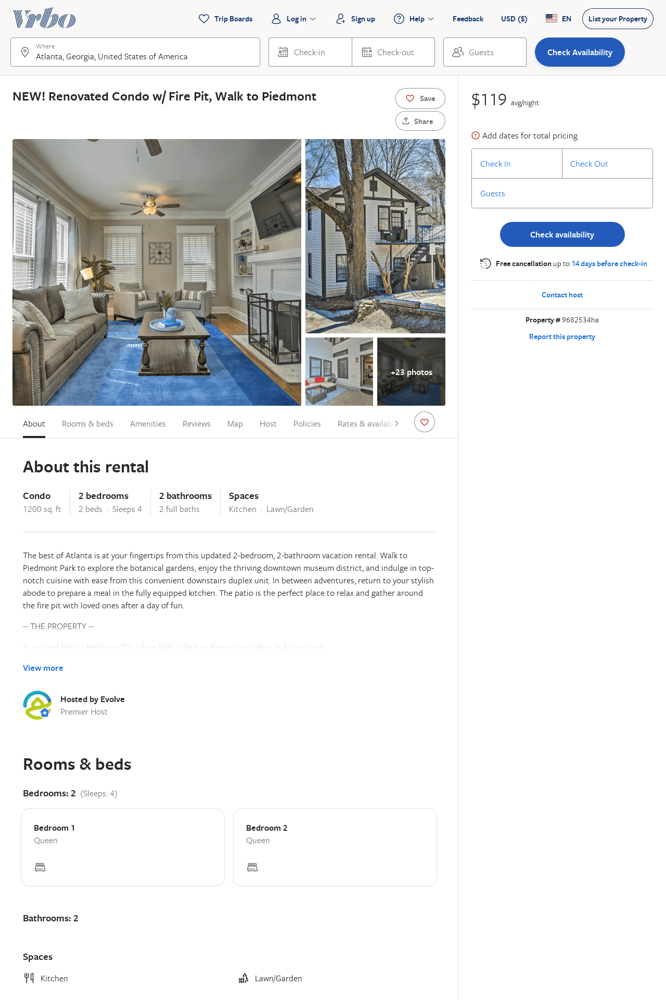 Vrbo
Trip Boards
Log in
Sign up
Help
Feedback
USD ($)
EN
List your Property
Where
Atlanta, Georgia, United States of America
Check-in
Check-out
Guests
Check Availability
NEW! Renovated Condo w/ Fire Pit, Walk to Piedmont
Save
Share
+23 photos
$119 avg/night
Add dates for total pricing
Check In
Check Out
Guests
Check availability
Free cancellation up to 14 days before check-in
Contact host
Property # 9682534ha
Report this property
About
Rooms & beds
Amenities
Reviews
Map
Host
Policies
Rates & availab
About this rental
Condo
1200 sq. ft
2 bedrooms
2 beds · Sleeps 4
2 bathrooms
2 full baths
Spaces
Kitchen · Lawn/Garden
The best of Atlanta is at your fingertips from this updated 2-bedroom, 2-bathroom vacation rental. Walk to
Piedmont Park to explore the botanical gardens, enjoy the thriving downtown museum district, and indulge in top-
notch cuisine with ease from this convenient downstairs duplex unit. In between adventures, return to your stylish
abode to prepare a meal in the fully equipped kitchen. The patio is the perfect place to relax and gather around
the fire pit with loved ones after a day of fun.
-- THE PROPERTY --
Furnished Patio | Bedroom TVs | Free WiFi | Walk to Restaurants, Bars & Attractions
View more
Hosted by Evolve
Premier Host
Rooms & beds
Bedrooms: 2 (Sleeps: 4)
Bedroom 1
Queen
Bedroom 2
Queen
Bathrooms: 2
Spaces
Kitchen
Lawn/Garden